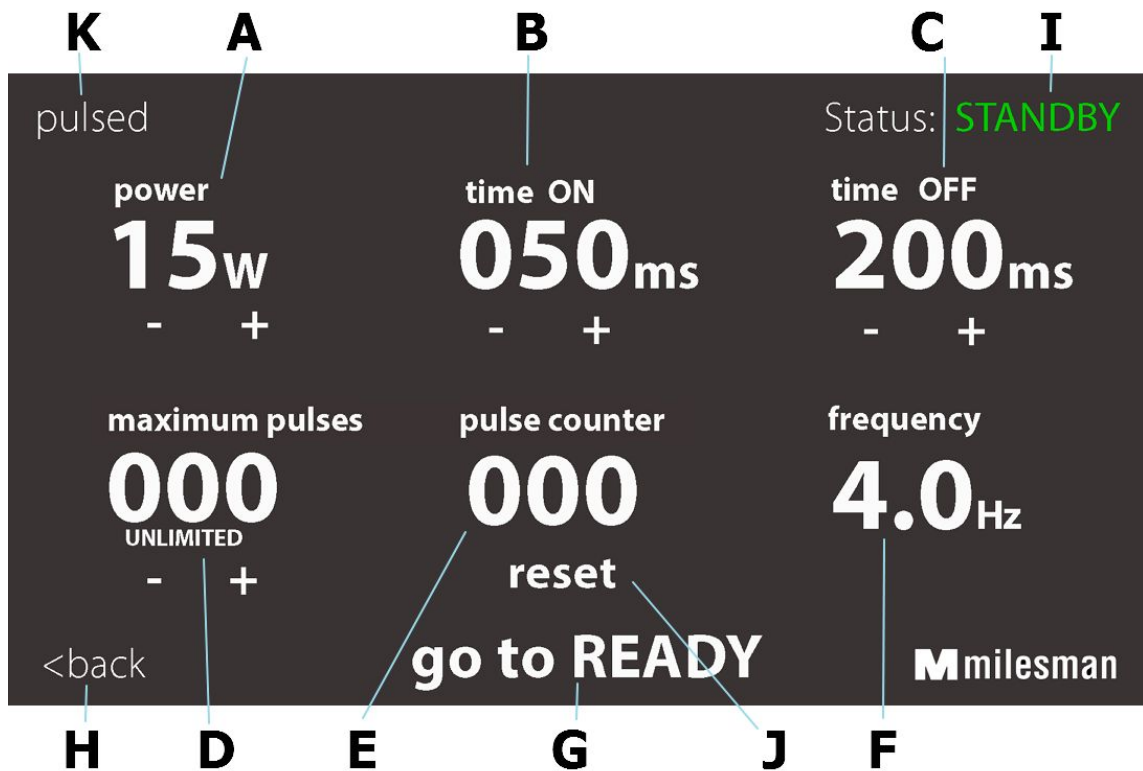 K A B C I
pulsed Status: STANDBY
power time ON time OFF
15W 050ms 200ms
- + - + - +
maximum pulses pulse counter frequency
000 000 4.0Hz
UNLIMITED
- + reset
<back go to READY Mmilesman
H D E G J F